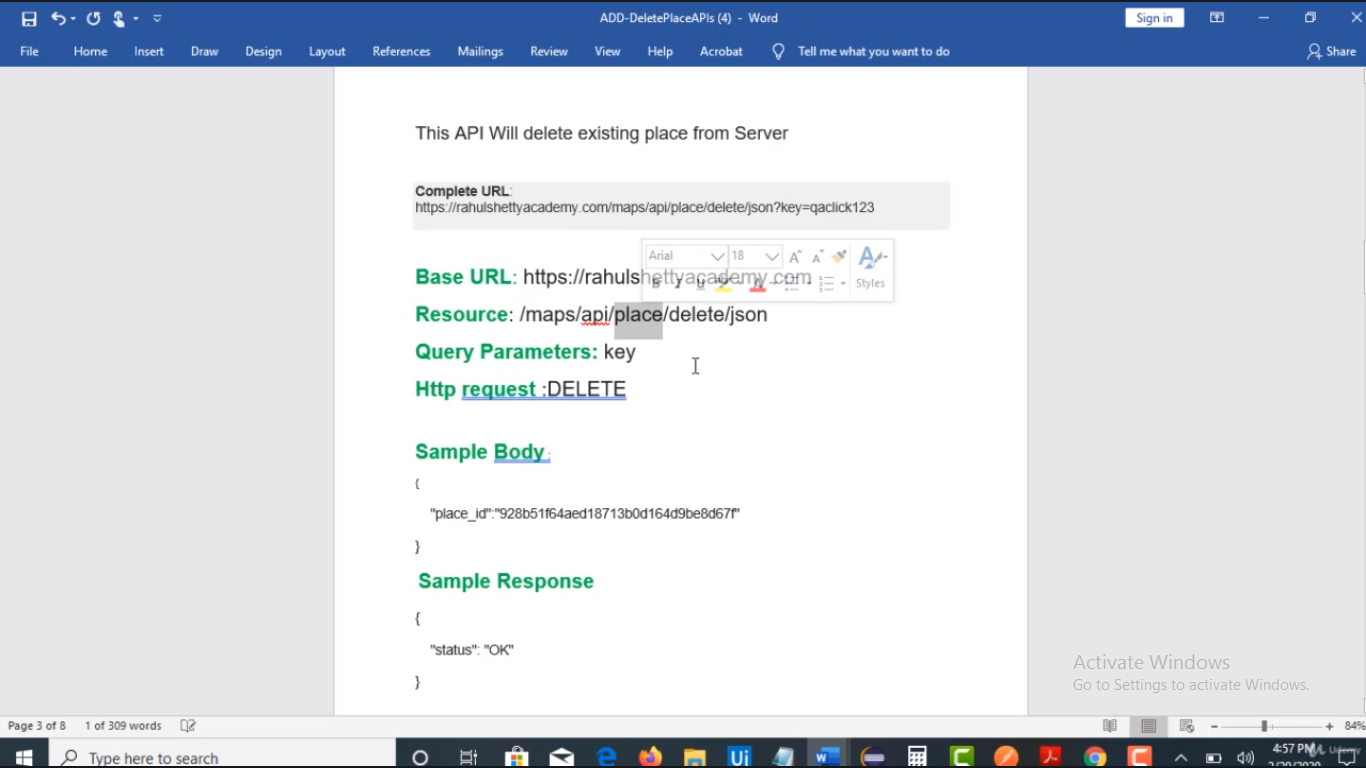 ADD-DeletePlaceAPIs (4) - Word
Sign in
File Home Insert Draw Design Layout References Mailings Review View Help Acrobat Tell me what you want to do Share
This API Will delete existing place from Server
Complete URL:
https://rahulshettyacademy.com/maps/api/place/delete/json?key=qaclick123
Arial 18
Base URL: https://rahulshettyacademy.com
Styles
Resource: /maps/api/place/delete/json
Query Parameters: key
Http request :DELETE
Sample Body :
{
"place_id":"928b51f64aed18713b0d164d9be8d67f"
}
Sample Response
{
"status": "OK"
}
Activate Windows
Go to Settings to activate Windows.
Page 3 of 8 1 of 309 words 84%
Type here to search
4:57 PM
Udemy